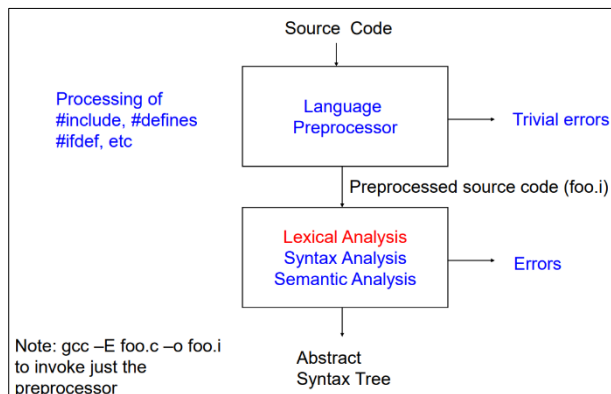 Source Code
Processing of
#include, #defines
#ifdef, etc
Language
Preprocessor
Trivial errors
Preprocessed source code (foo.i)
Lexical Analysis
Syntax Analysis
Semantic Analysis
Errors
Note: gcc –E foo.c –o foo.i
to invoke just the
preprocessor
Abstract
Syntax Tree